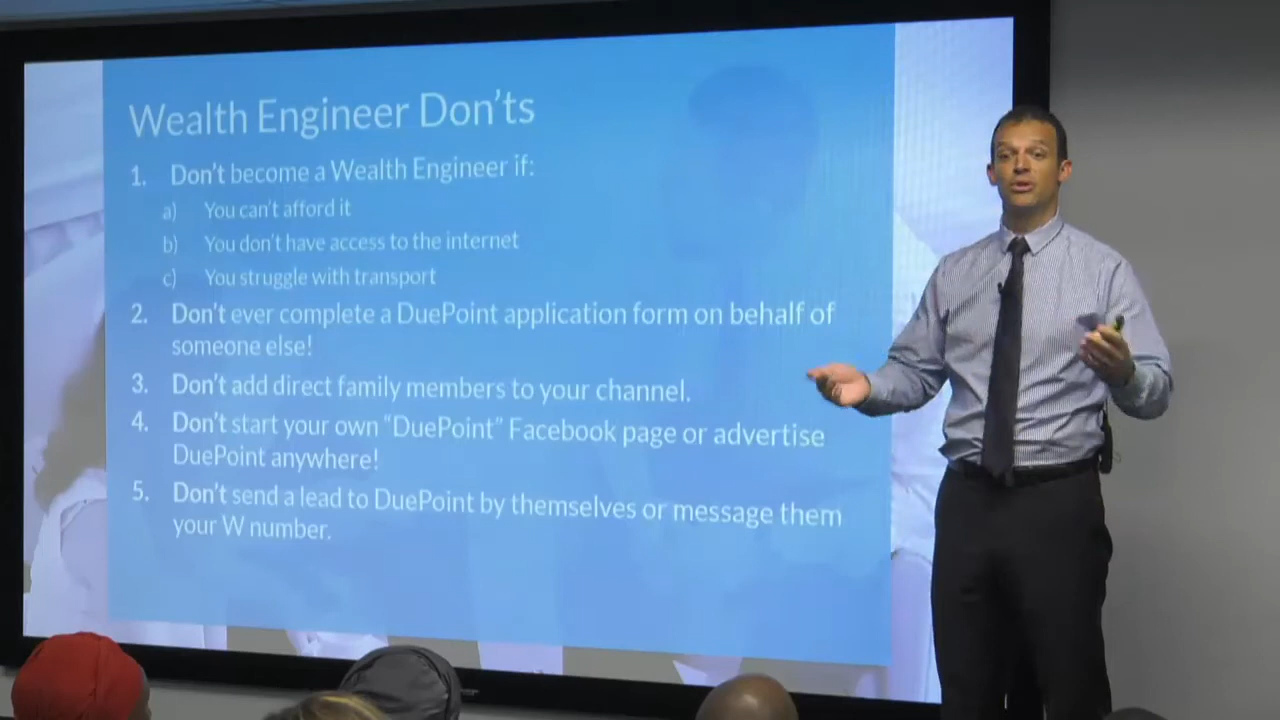 Wealth Engineer Don'ts
1. Don't become a Wealth Engineer if:
a) You can't afford it
b) You don't have access to the internet
c) You struggle with transport
2. Don't ever complete a DuePoint application form on behalf of
someone else!
3. Don't add direct family members to your channel.
4. Don't start your own “DuePoint” Facebook page or advertise
DuePoint anywhere!
5. Don't send a lead to DuePoint by themselves or message them
your W number.